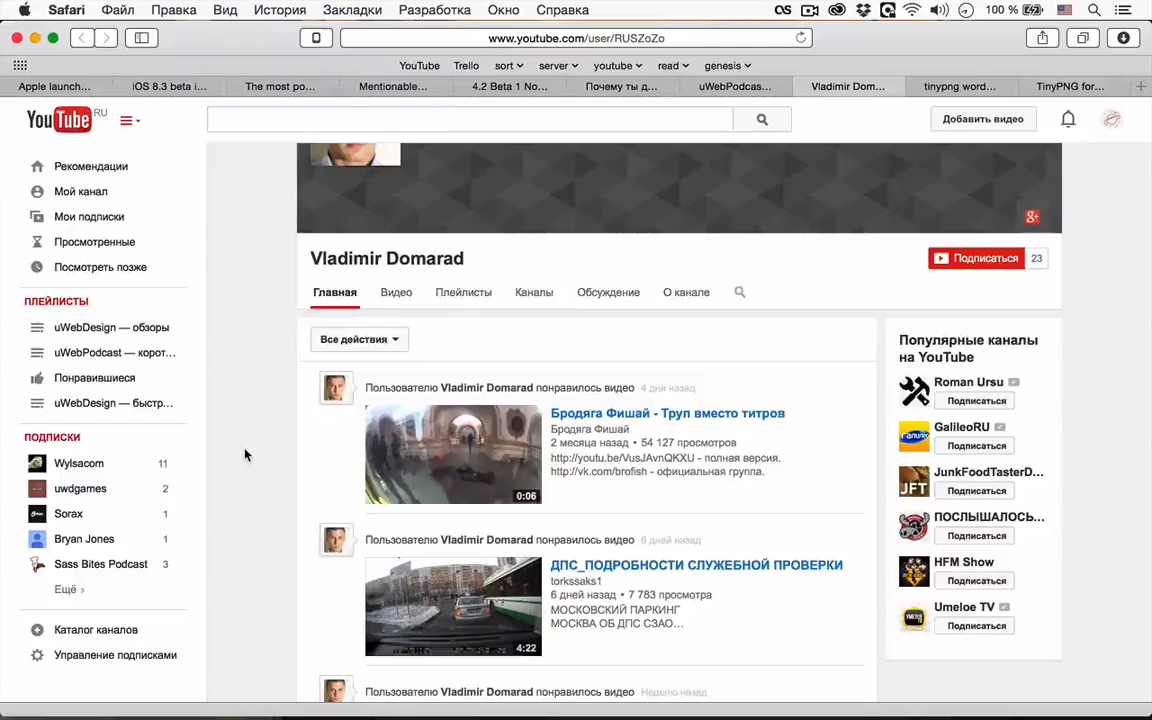 Safari Файл Правка Вид История Закладки Разработка Окно Справка 100 %
www.youtube.com/user/RUSZoZo
YouTube Trello sort server youtube read genesis
Apple launch... iOS 8.3 beta i... The most po... Mentionable... 4.2 Beta 1 No... Почему ты д... uWebPodcas... Vladimir Dom... tinypng word... TinyPNG for...
YouTube RU
Добавить видео
Рекомендации
Мой канал
Мои подписки
Просмотренные
Посмотреть позже
ПЛЕЙЛИСТЫ
uWebDesign — обзоры
uWebPodcast — корот...
Понравившиеся
uWebDesign — быстр...
ПОДПИСКИ
Wylsacom 11
uwdgames 2
Sorax 1
Bryan Jones 1
Sass Bites Podcast 3
Ещё ›
Каталог каналов
Управление подписками
g+
Vladimir Domarad
Подписаться 23
Главная Видео Плейлисты Каналы Обсуждение О канале
Все действия
Пользователю Vladimir Domarad понравилось видео 4 дня назад
Бродяга Фишай - Труп вместо титров
Бродяга Фишай
2 месяца назад • 54 127 просмотров
http://youtu.be/VusJAvnQKXU - полная версия.
http://vk.com/brofish - официальная группа.
0:06
Пользователю Vladimir Domarad понравилось видео 6 дней назад
ДПС_ПОДРОБНОСТИ СЛУЖЕБНОЙ ПРОВЕРКИ
torkssaks1
6 дней назад • 7 783 просмотра
МОСКОВСКИЙ ПАРКИНГ
МОСКВА ОБ ДПС СЗАО...
4:22
Пользователю Vladimir Domarad понравилось видео Неделю назад
Популярные каналы
на YouTube
Roman Ursu
Подписаться
GalileoRU
Подписаться
JunkFoodTasterD...
Подписаться
ПОСЛЫШАЛОСЬ...
Подписаться
HFM Show
Подписаться
Umeloe TV
Подписаться